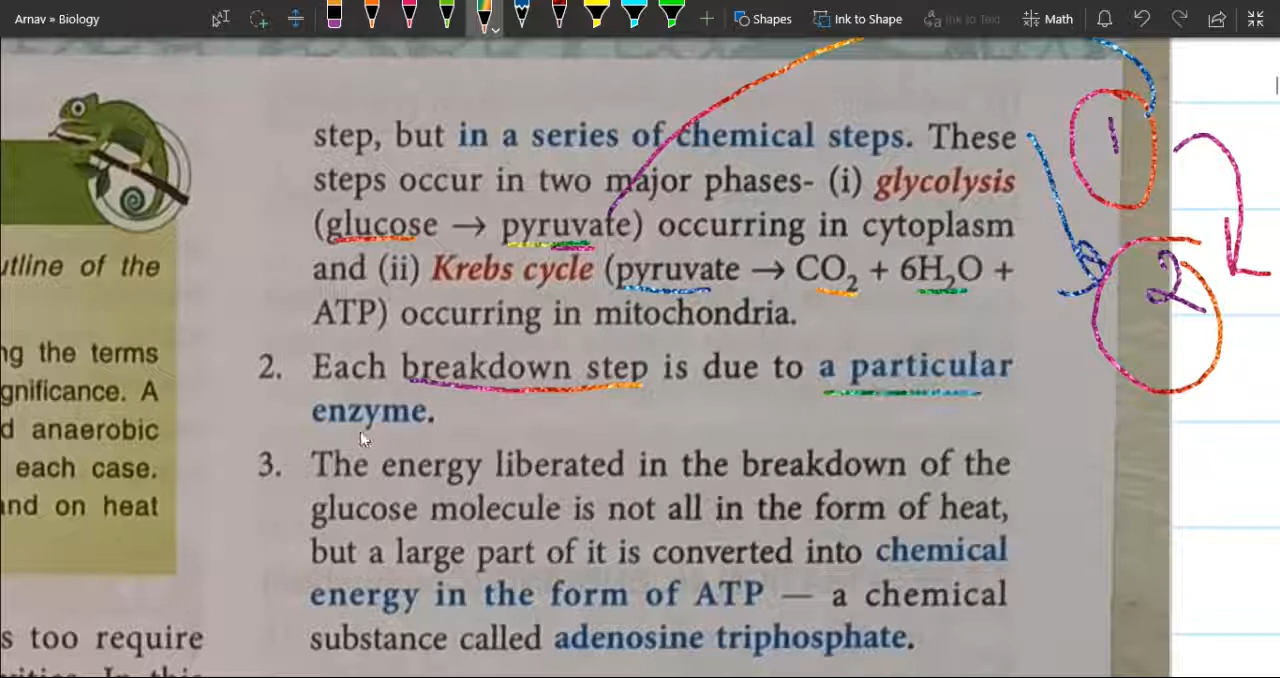 Arnav » Biology
Shapes
Ink to Shape
Ink to Text
Math
step, but in a series of chemical steps. These
steps occur in two major phases- (i) glycolysis
(glucose → pyruvate) occurring in cytoplasm
and (ii) Krebs cycle (pyruvate → CO₂ + 6H₂O +
ATP) occurring in mitochondria.
2. Each breakdown step is due to a particular
enzyme.
3. The energy liberated in the breakdown of the
glucose molecule is not all in the form of heat,
but a large part of it is converted into chemical
energy in the form of ATP — a chemical
substance called adenosine triphosphate.
1
2
of the
the terms
A
anaerobic
each case.
on heat
too require